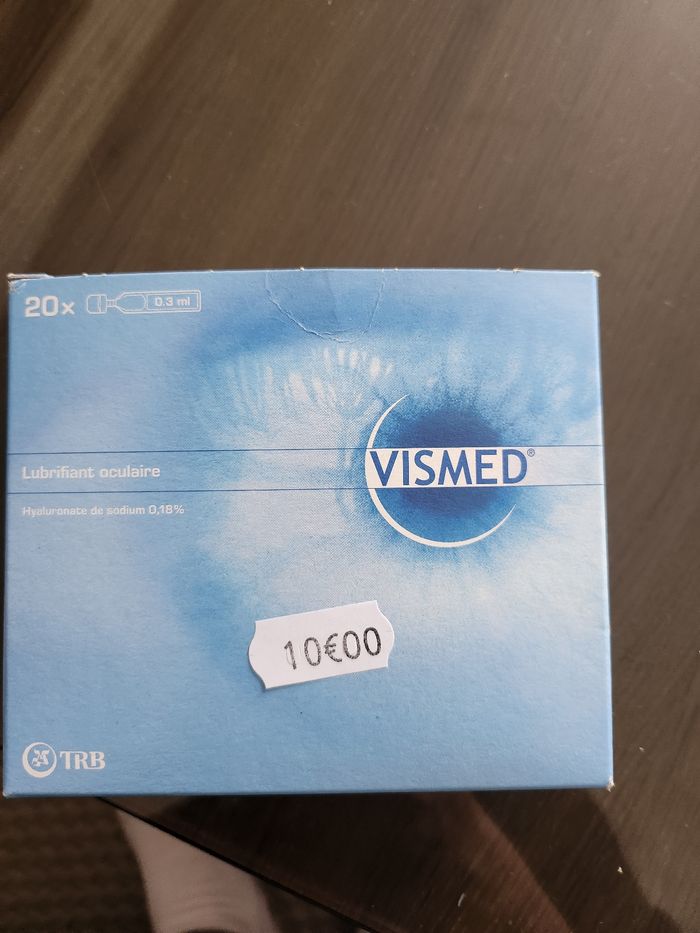 20x 0.3 ml
Lubrifiant oculaire
VISMED®
Hyaluronate de sodium 0,18%
10€00
TRB